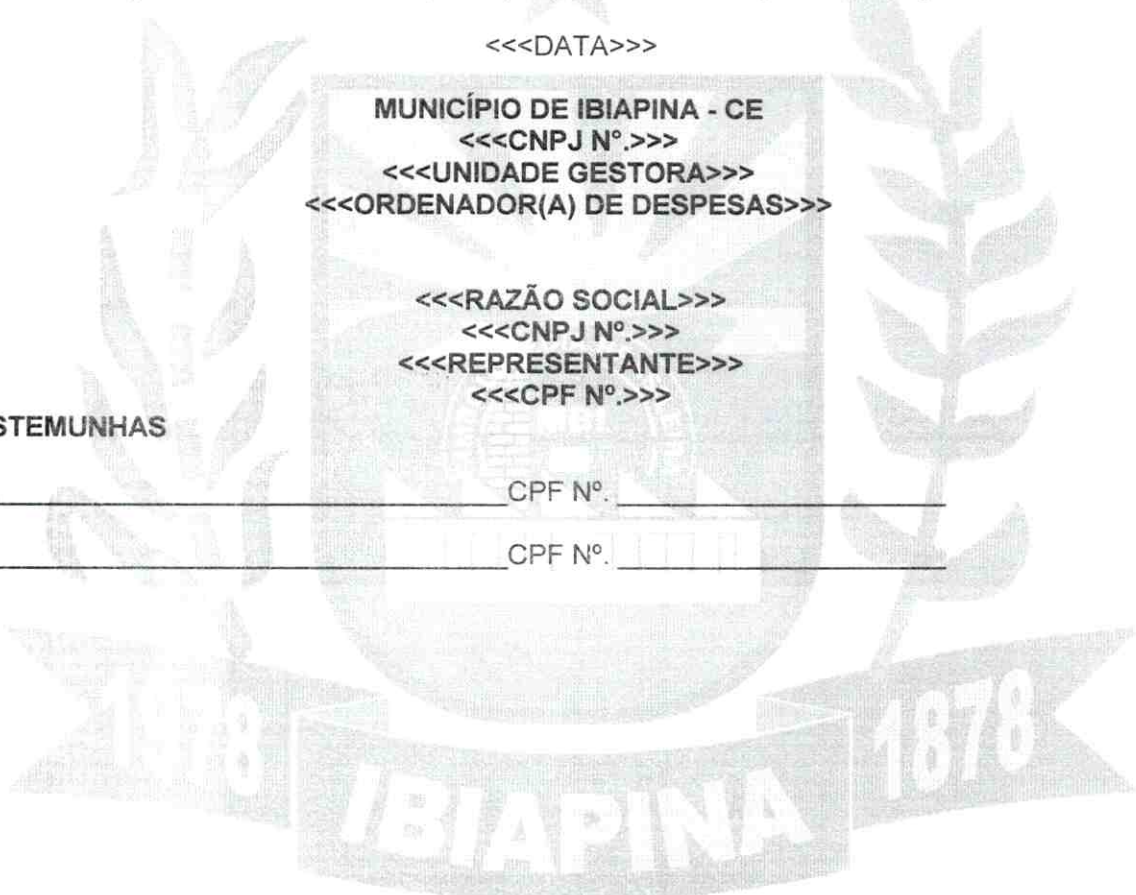 <<<DATA>>>
MUNICÍPIO DE IBIAPINA - CE
<<<CNPJ N°.>>>
<<<UNIDADE GESTORA>>>
<<<ORDENADOR(A) DE DESPESAS>>>
<<<RAZÃO SOCIAL>>>
<<<CNPJ Nº.>>>
<<<REPRESENTANTE>>>
<<<CPF Nº.>>>
STEMUNHAS
CPF Nº.
CPF Nº.
1878
1878
IBIAPINA